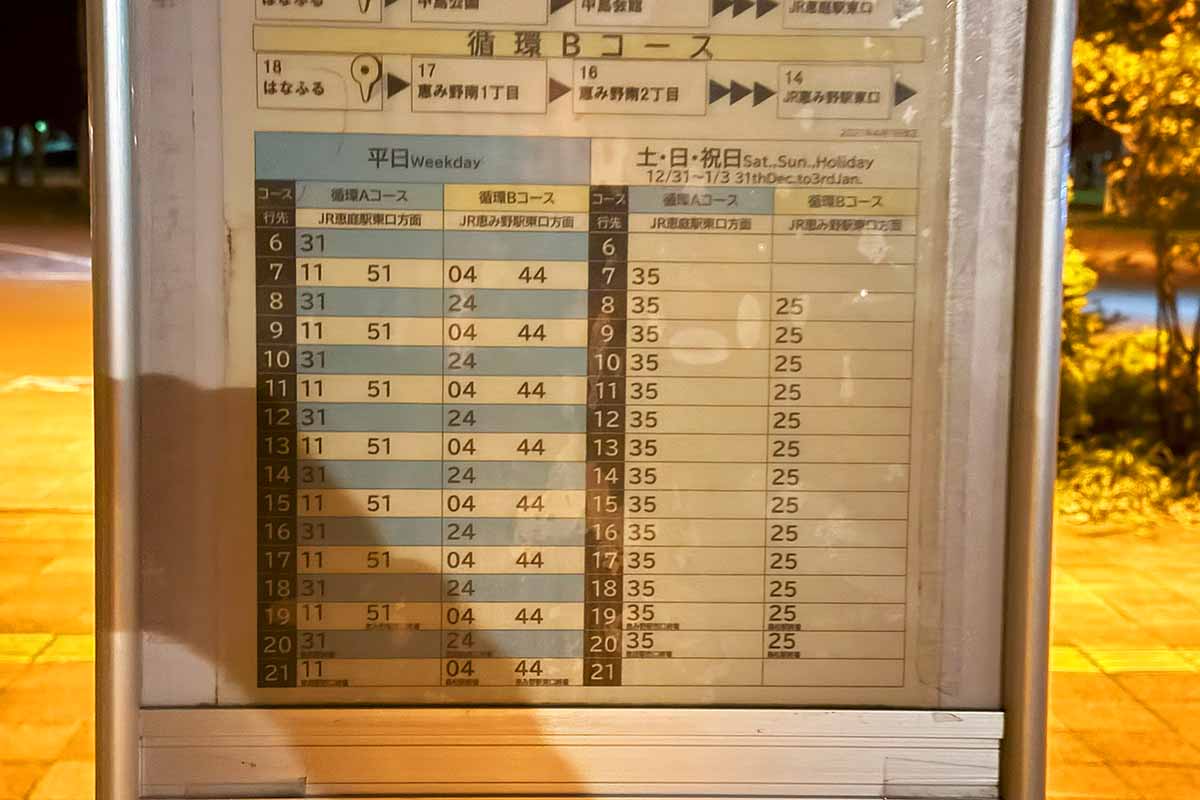 はなふる 中島公園 中島会館 JR恵庭駅東口
循環Bコース
18 17 16 14
はなふる 恵み野南1丁目 恵み野南2丁目 JR恵み野駅東口
平日Weekday 土・日・祝日Sat.,Sun.,Holiday
12/31～1/3 31thDec.to3rdJan.
コース 循環Aコース 循環Bコース コース 循環Aコース 循環Bコース
行先 JR恵庭駅東口方面 JR恵み野駅東口方面 行先 JR恵庭駅東口方面 JR恵み野駅東口方面
6 31 6
7 11 51 04 44 7 35
8 31 24 8 35 25
9 11 51 04 44 9 35 25
10 31 24 10 35 25
11 11 51 04 44 11 35 25
12 31 24 12 35 25
13 11 51 04 44 13 35 25
14 31 24 14 35 25
15 11 51 04 44 15 35 25
16 31 24 16 35 25
17 11 51 04 44 17 35 25
18 31 24 18 35 25
19 11 51 04 44 19 35 25
20 31 24 20 35 25
21 11 04 44 21